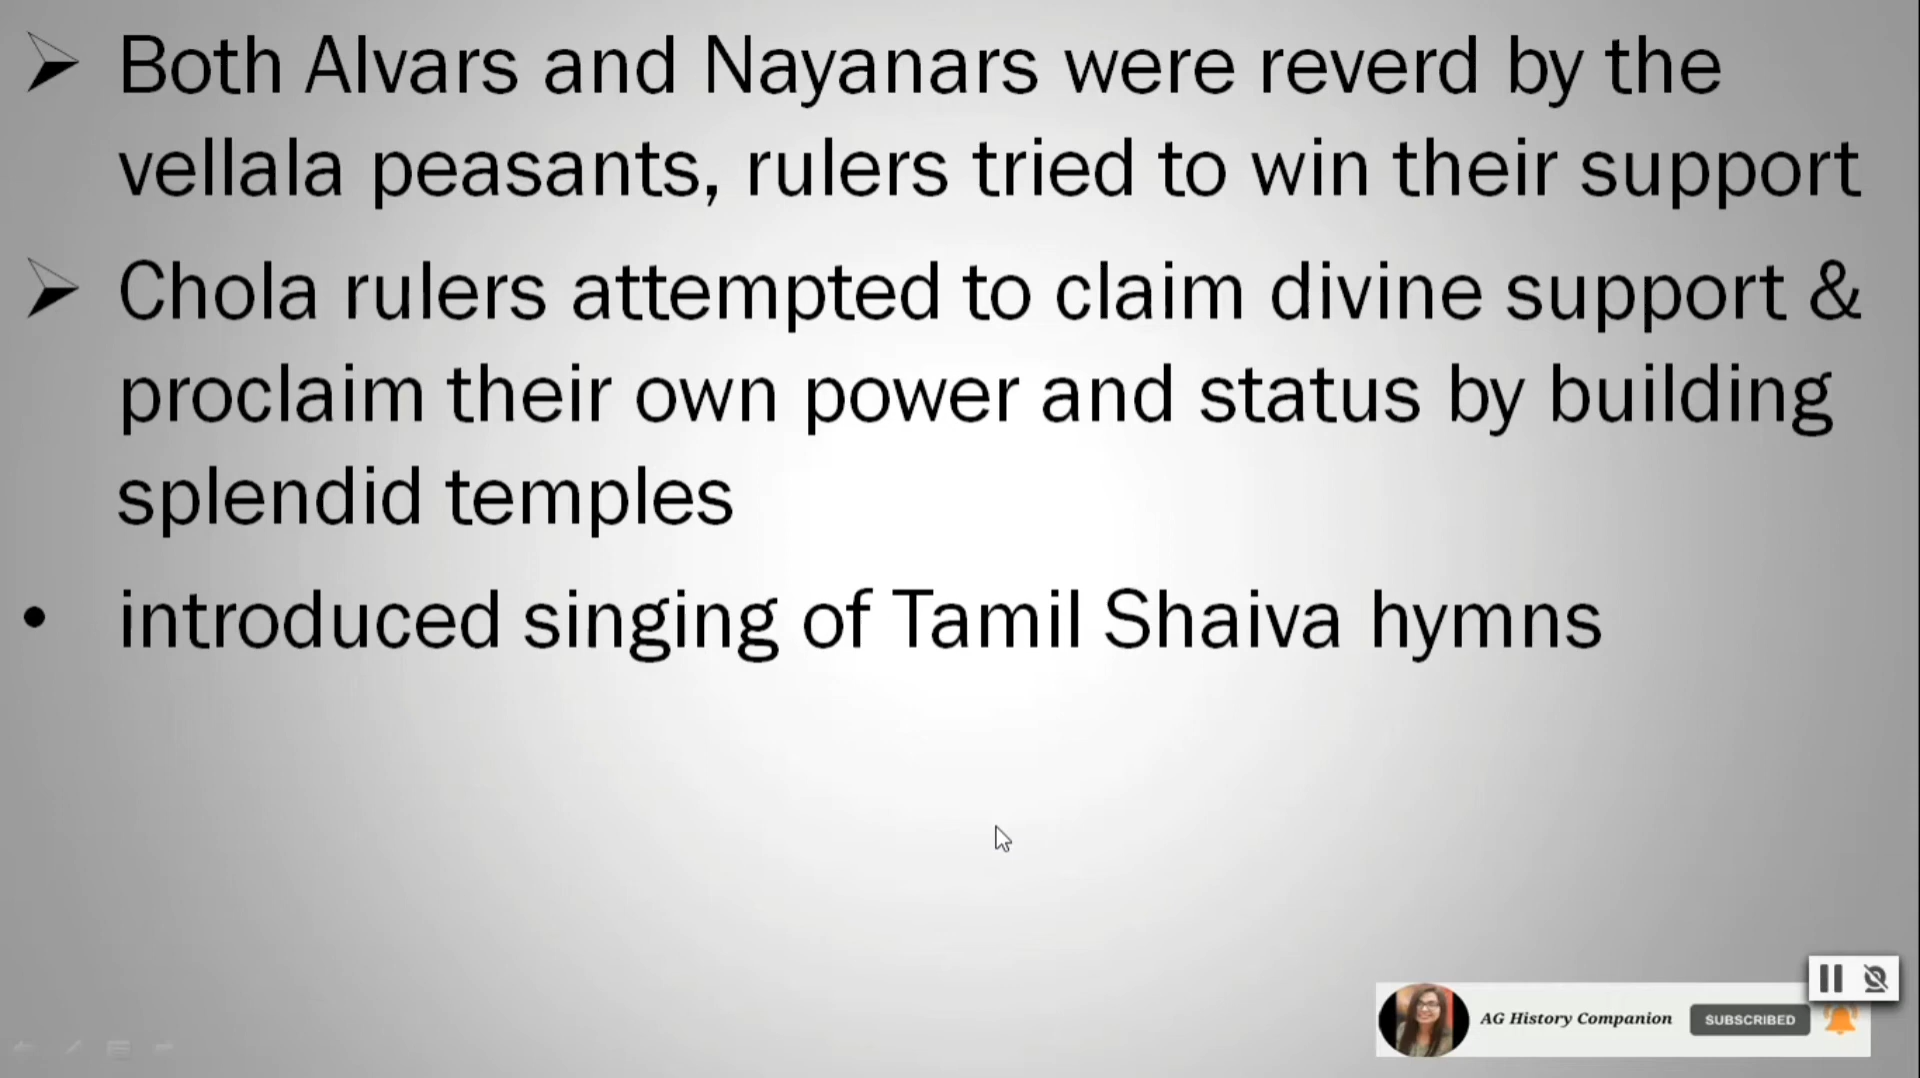 Both Alvars and Nayanars were reverd by the
vellala peasants, rulers tried to win their support
Chola rulers attempted to claim divine support &
proclaim their own power and status by building
splendid temples
• introduced singing of Tamil Shaiva hymns
AG History Companion
SUBSCRIBED